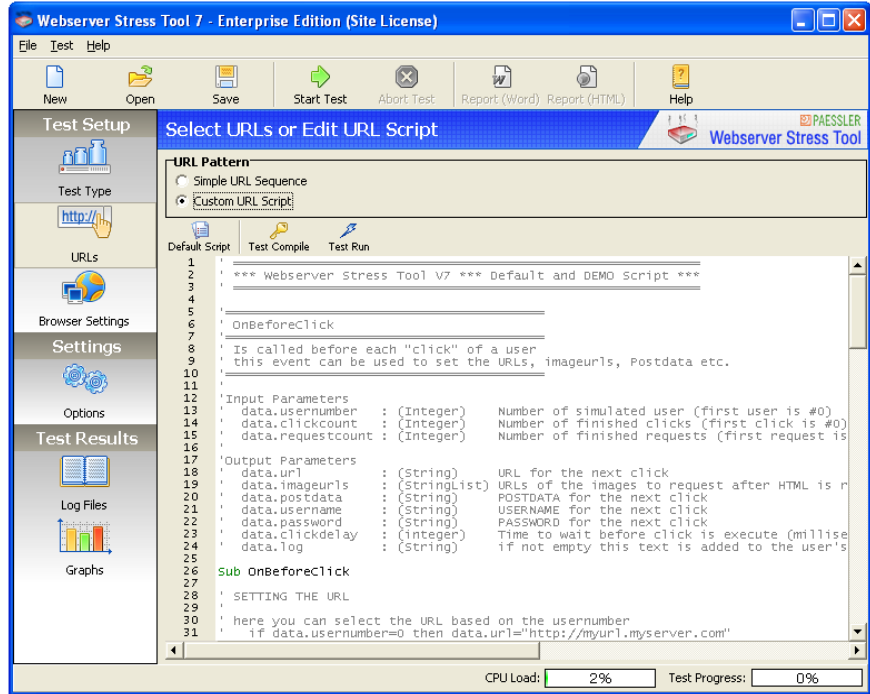 Webserver Stress Tool 7 - Enterprise Edition (Site License)
File Test Help
New Open Save Start Test Abort Test Report (Word) Report (HTML) Help
Test Setup
Test Type
http://
URLs
Browser Settings
Settings
Options
Test Results
Log Files
Graphs
Select URLs or Edit URL Script
PAESSLER
Webserver Stress Tool
URL Pattern
Simple URL Sequence
Custom URL Script
Default Script Test Compile Test Run
1 ' ==================================================
2 ' *** Webserver Stress Tool V7 *** Default and DEMO Script ***
3 ' ==================================================
4
5 '==================================
6 ' OnBeforeClick
7 '==================================
8 ' Is called before each "click" of a user
9 ' this event can be used to set the URLs, imageurls, Postdata etc.
10 '==================================
11 '
12 'Input Parameters
13 ' data.usernumber : (Integer) Number of simulated user (first user is #0)
14 ' data.clickcount : (Integer) Number of finished clicks (first click is #0)
15 ' data.requestcount : (Integer) Number of finished requests (first request is
16 '
17 'Output Parameters
18 ' data.url : (String) URL for the next click
19 ' data.imageurls : (StringList) URLs of the images to request after HTML is r
20 ' data.postdata : (String) POSTDATA for the next click
21 ' data.username : (String) USERNAME for the next click
22 ' data.password : (String) PASSWORD for the next click
23 ' data.clickdelay : (integer) Time to wait before click is execute (millise
24 ' data.log : (String) if not empty this text is added to the user's
25
26 Sub OnBeforeClick
27
28 ' SETTING THE URL
29 '
30 ' here you can select the URL based on the usernumber
31 ' if data.usernumber=0 then data.url="http://myurl.myserver.com"
CPU Load: 2% Test Progress: 0%